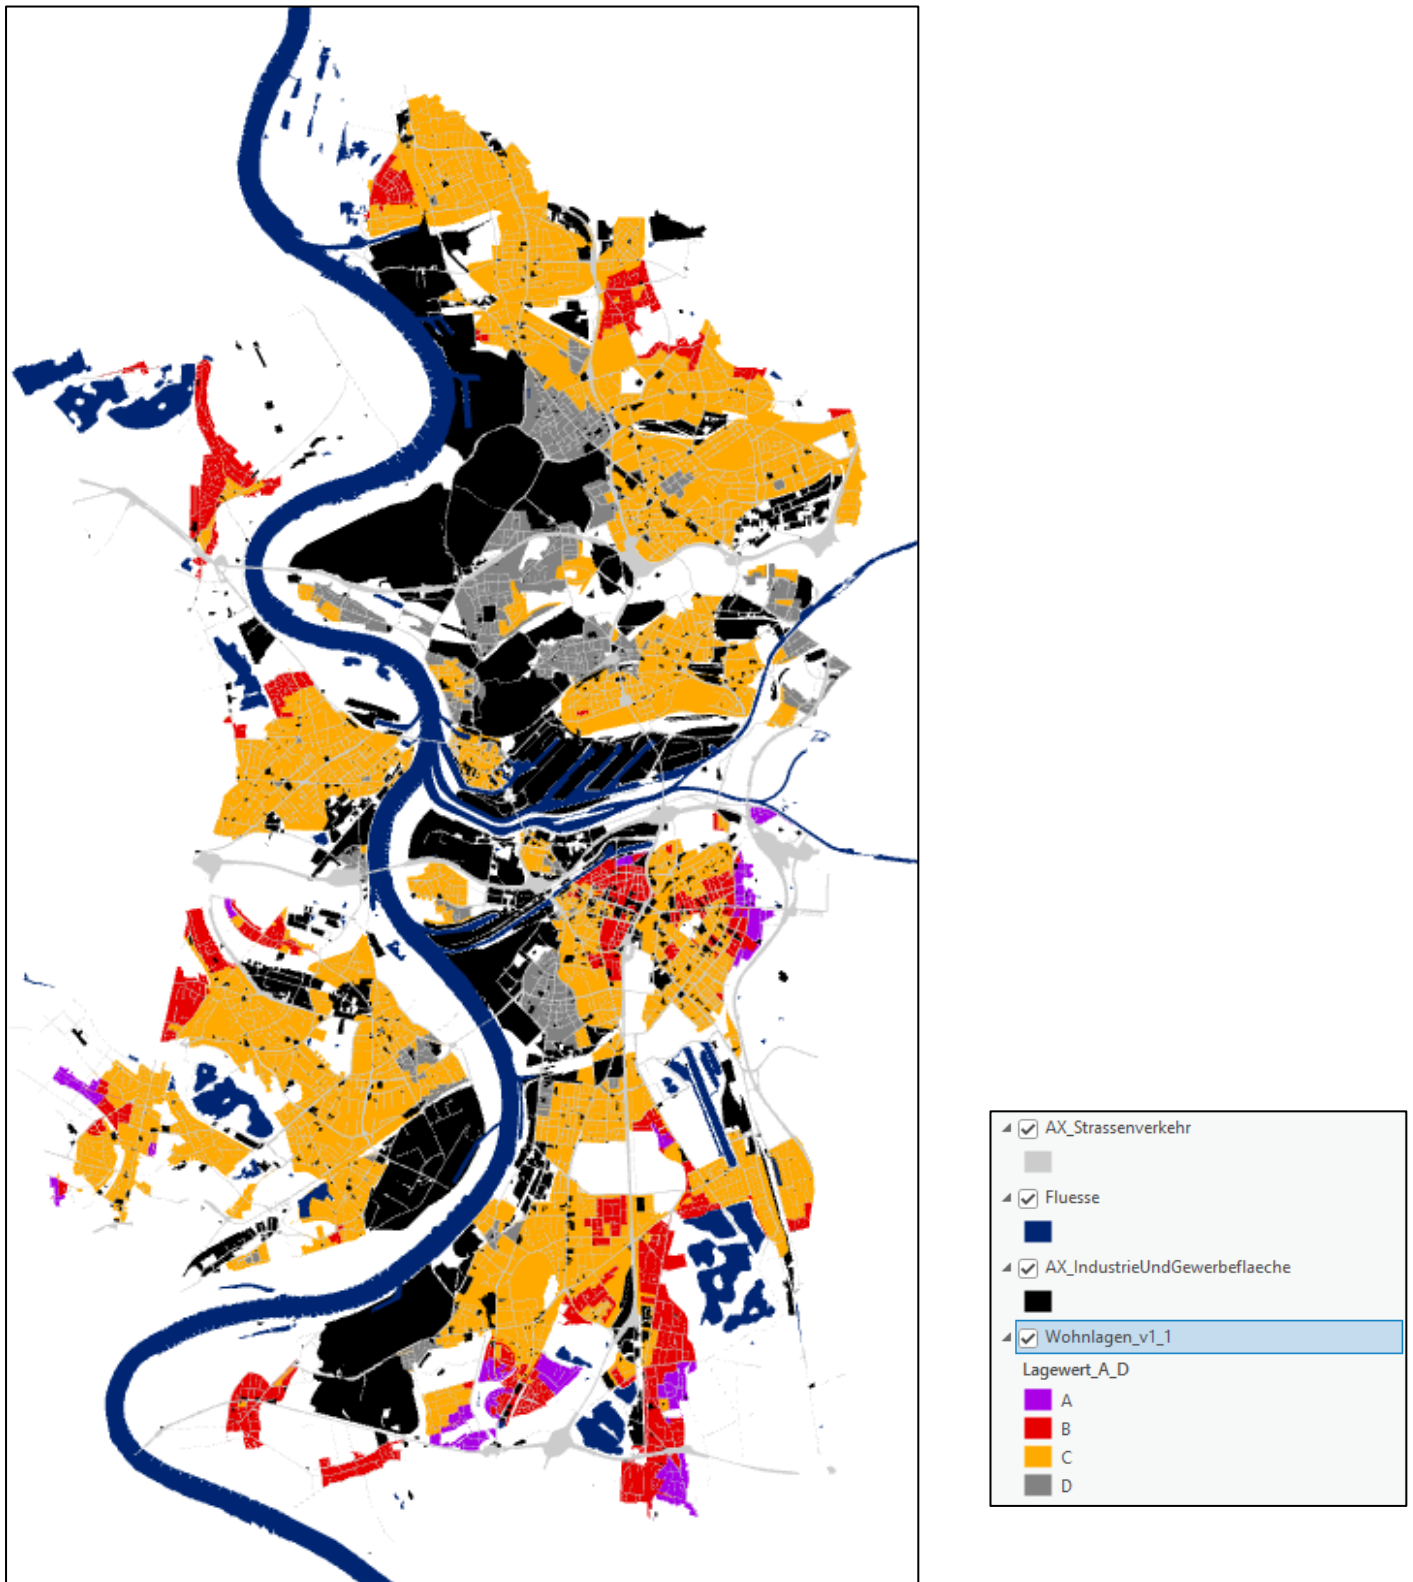 AX_Strassenverkehr
Fluesse
AX_IndustrieUndGewerbeflaeche
Wohnlagen_v1_1
Lagewert_A_D
A
B
C
D